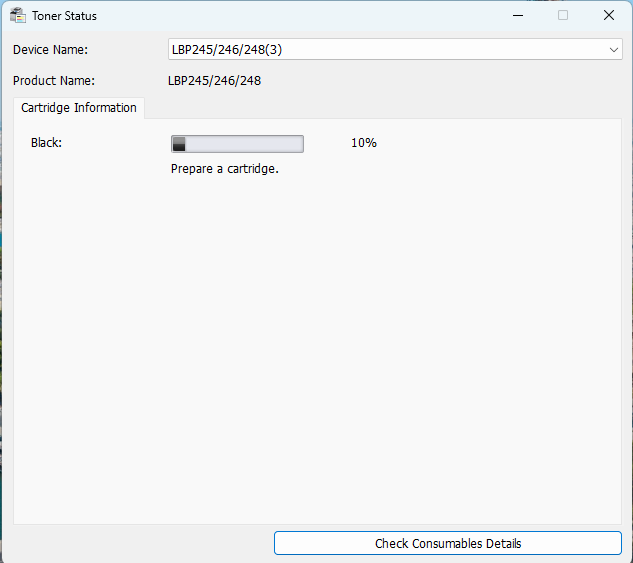 Toner Status
Device Name: LBP245/246/248(3)
Product Name: LBP245/246/248
Cartridge Information
Black: 10%
Prepare a cartridge.
Check Consumables Details